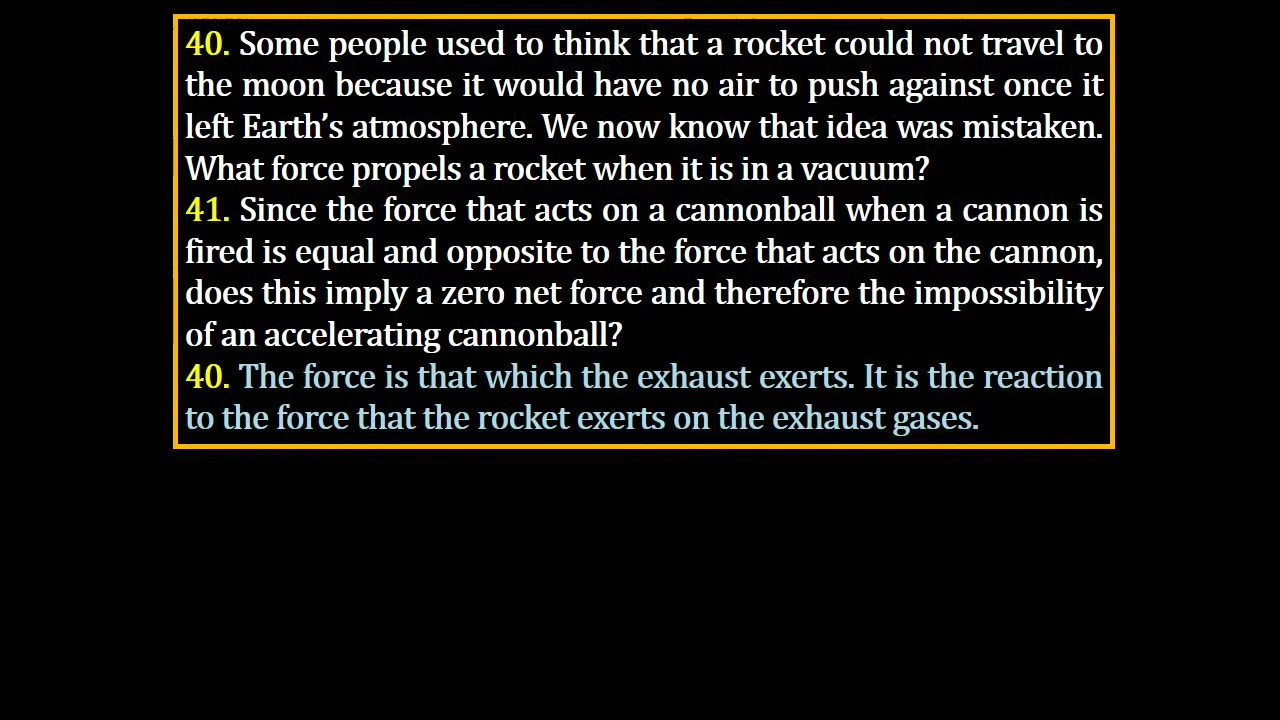 40. Some people used to think that a rocket could not travel to
the moon because it would have no air to push against once it
left Earth’s atmosphere. We now know that idea was mistaken.
What force propels a rocket when it is in a vacuum?
41. Since the force that acts on a cannonball when a cannon is
fired is equal and opposite to the force that acts on the cannon,
does this imply a zero net force and therefore the impossibility
of an accelerating cannonball?
40. The force is that which the exhaust exerts. It is the reaction
to the force that the rocket exerts on the exhaust gases.